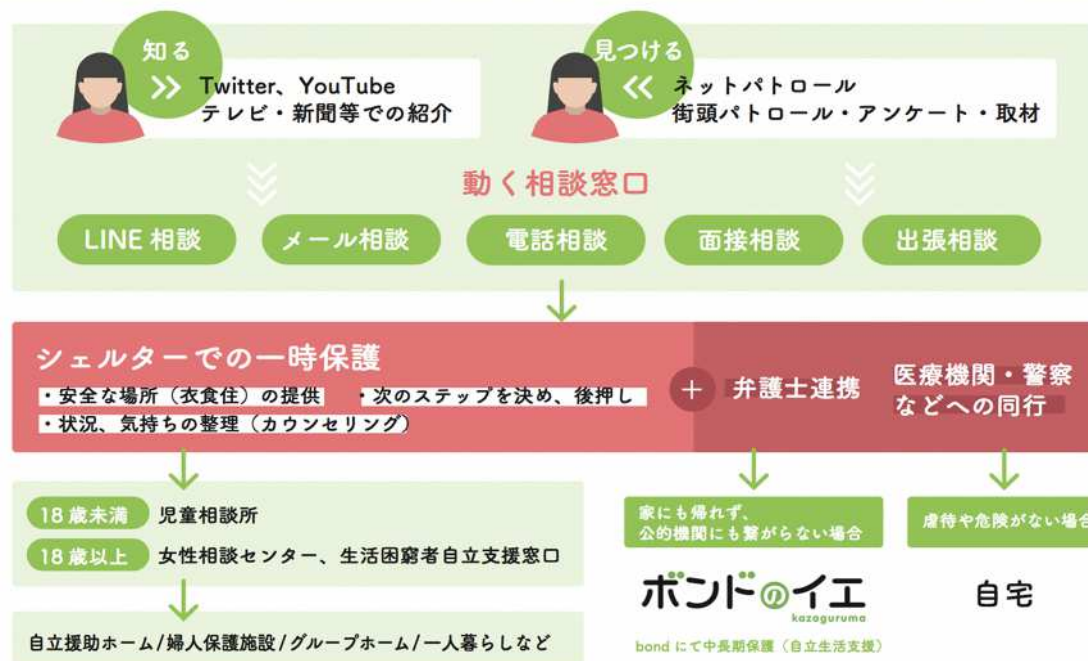 知る
Twitter、YouTube
テレビ・新聞等での紹介
見つける
ネットパトロール
街頭パトロール・アンケート・取材
動く相談窓口
LINE 相談
メール相談
電話相談
面接相談
出張相談
シェルターでの一時保護
・安全な場所（衣食住）の提供 ・次のステップを決め、後押し
・状況、気持ちの整理（カウンセリング）
+
弁護士連携
医療機関・警察
などへの同行
18 歳未満 児童相談所
18 歳以上 女性相談センター、生活困窮者自立支援窓口
自立援助ホーム/婦人保護施設/グループホーム/一人暮らしなど
家にも帰れず、
公的機関にも繋がらない場合
ボンドのイエ
kazaguruma
bond にて中長期保護（自立生活支援）
虐待や危険がない場合
自宅